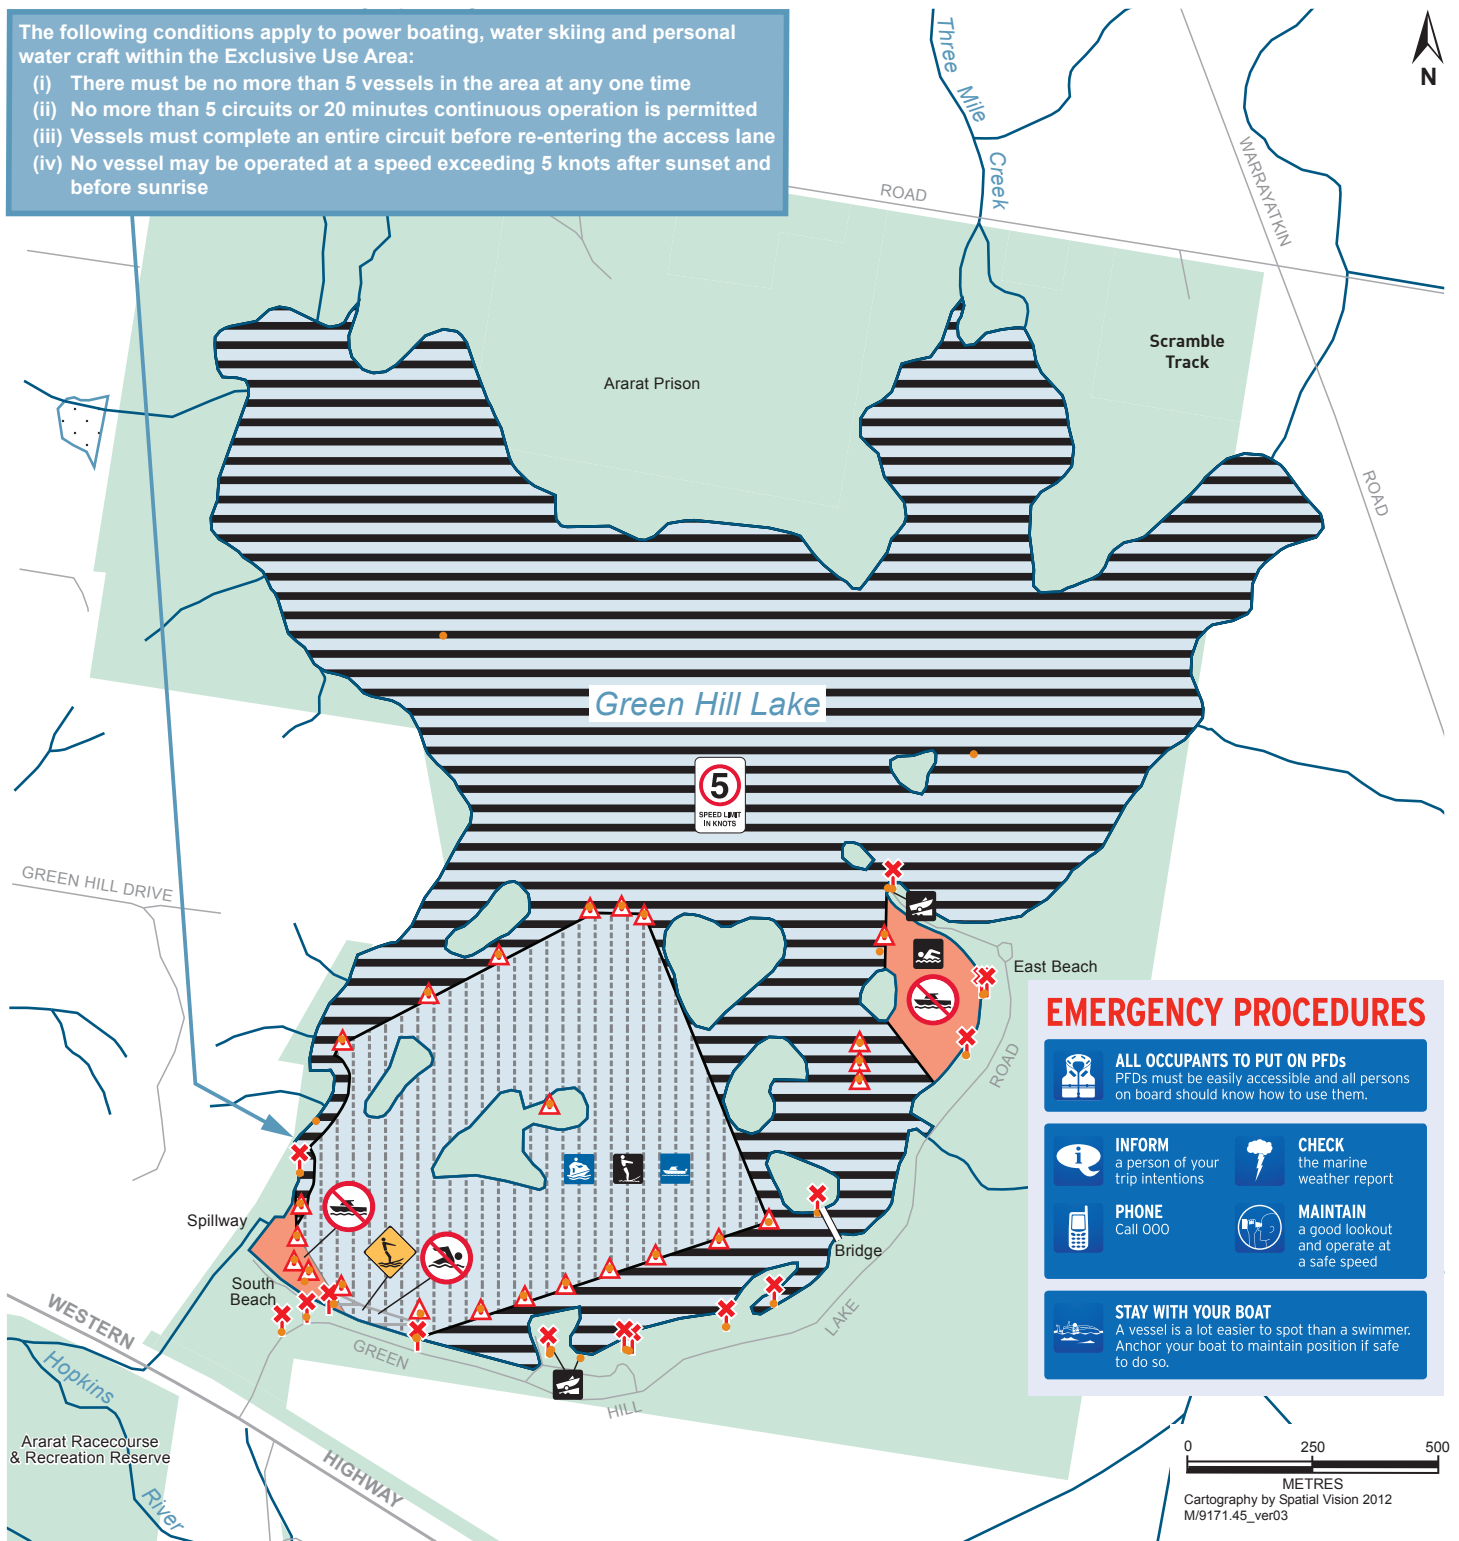 The following conditions apply to power boating, water skiing and personal
water craft within the Exclusive Use Area:
(i) There must be no more than 5 vessels in the area at any one time
(ii) No more than 5 circuits or 20 minutes continuous operation is permitted
(iii) Vessels must complete an entire circuit before re-entering the access lane
(iv) No vessel may be operated at a speed exceeding 5 knots after sunset and
before sunrise
Three Mile Creek
N
ROAD
WARRAYATKIN
ROAD
Scramble
Track
Ararat Prison
Green Hill Lake
5
SPEED LIMIT
IN KNOTS
GREEN HILL DRIVE
East Beach
ROAD
Spillway
South
Beach
Bridge
LAKE
GREEN
HILL
WESTERN
HIGHWAY
Hopkins
River
Ararat Racecourse
& Recreation Reserve
EMERGENCY PROCEDURES
ALL OCCUPANTS TO PUT ON PFDs
PFDs must be easily accessible and all persons
on board should know how to use them.
INFORM
a person of your
trip intentions
CHECK
the marine
weather report
PHONE
Call 000
MAINTAIN
a good lookout
and operate at
a safe speed
STAY WITH YOUR BOAT
A vessel is a lot easier to spot than a swimmer.
Anchor your boat to maintain position if safe
to do so.
0 250 500
METRES
Cartography by Spatial Vision 2012
M/9171.45_ver03